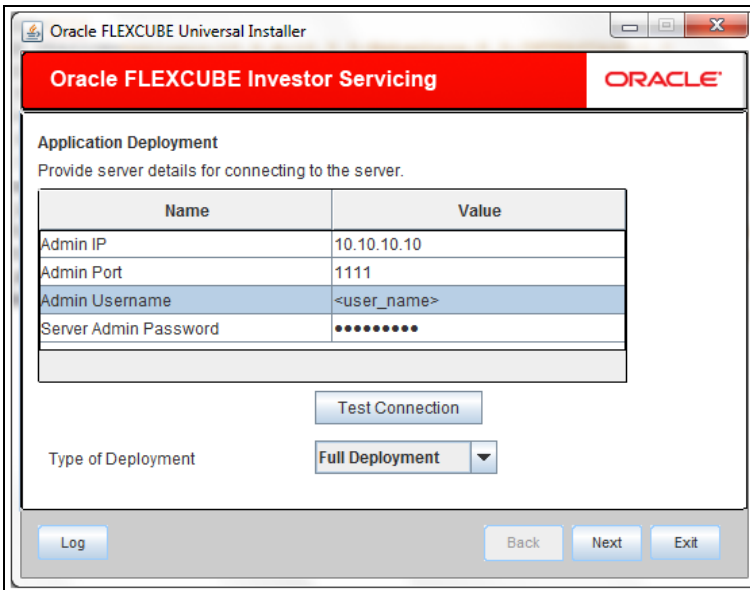 Oracle FLEXCUBE Universal Installer
Oracle FLEXCUBE Investor Servicing
ORACLE
Application Deployment
Provide server details for connecting to the server.
Name Value
Admin IP 10.10.10.10
Admin Port 1111
Admin Username <user_name>
Server Admin Password •••••••••
Test Connection
Type of Deployment Full Deployment
Log Back Next Exit